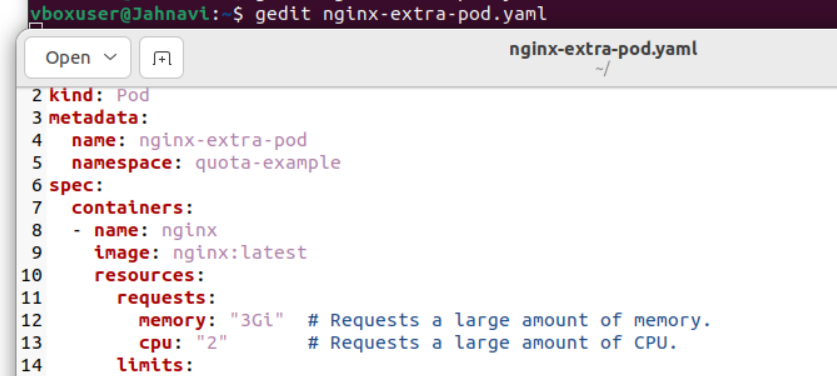 vboxuser@Jahnavi:~$ gedit nginx-extra-pod.yaml
Open
nginx-extra-pod.yaml
~/
2 kind: Pod
3 metadata:
4   name: nginx-extra-pod
5   namespace: quota-example
6 spec:
7   containers:
8   - name: nginx
9     image: nginx:latest
10     resources:
11       requests:
12         memory: "3Gi"  # Requests a large amount of memory.
13         cpu: "2"       # Requests a large amount of CPU.
14       limits: